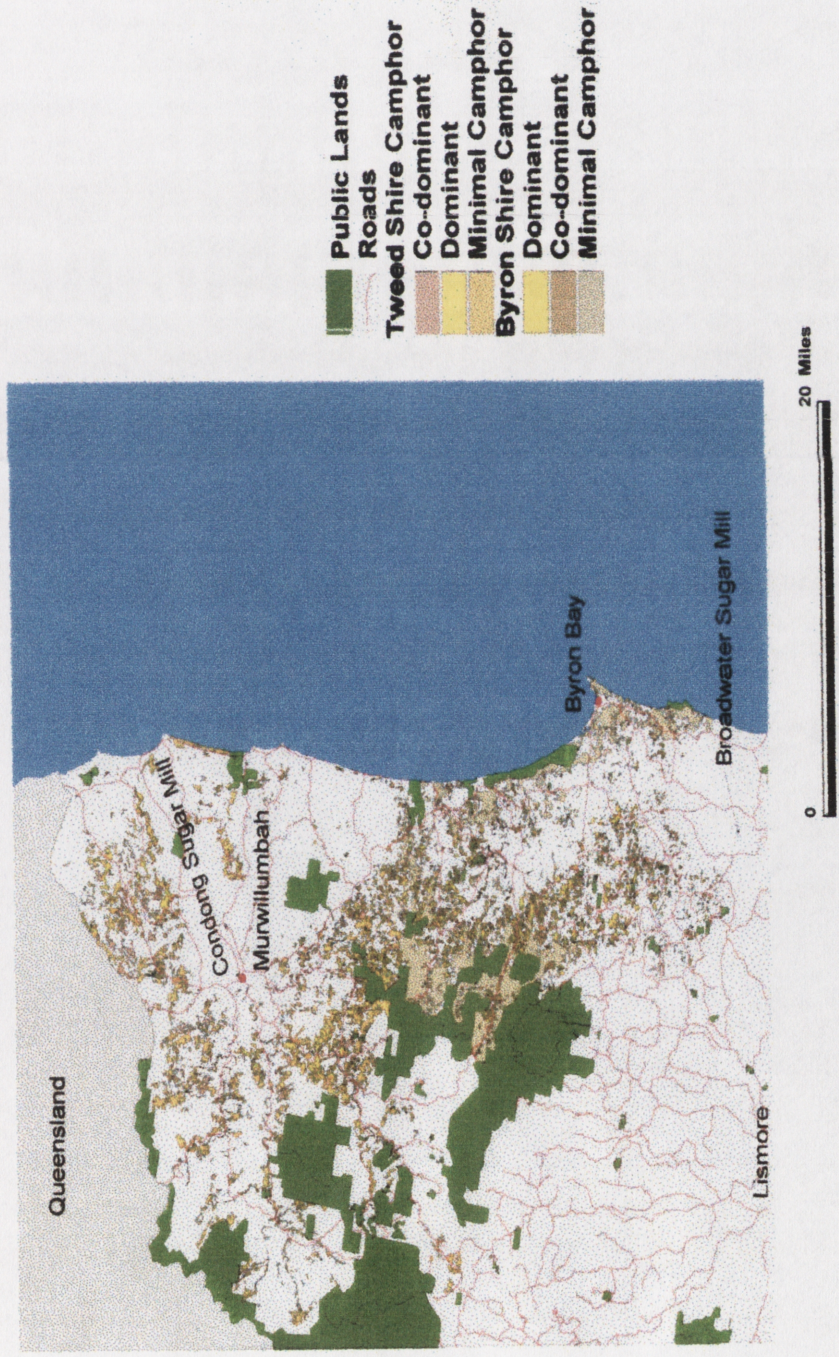 Queensland
Condong Sugar Mill
Murwillumbah
Byron Bay
Broadwater Sugar Mill
Lismore
Public Lands
Roads
Tweed Shire Camphor
Co-dominant
Dominant
Minimal Camphor
Byron Shire Camphor
Dominant
Co-dominant
Minimal Camphor
0
20 Miles